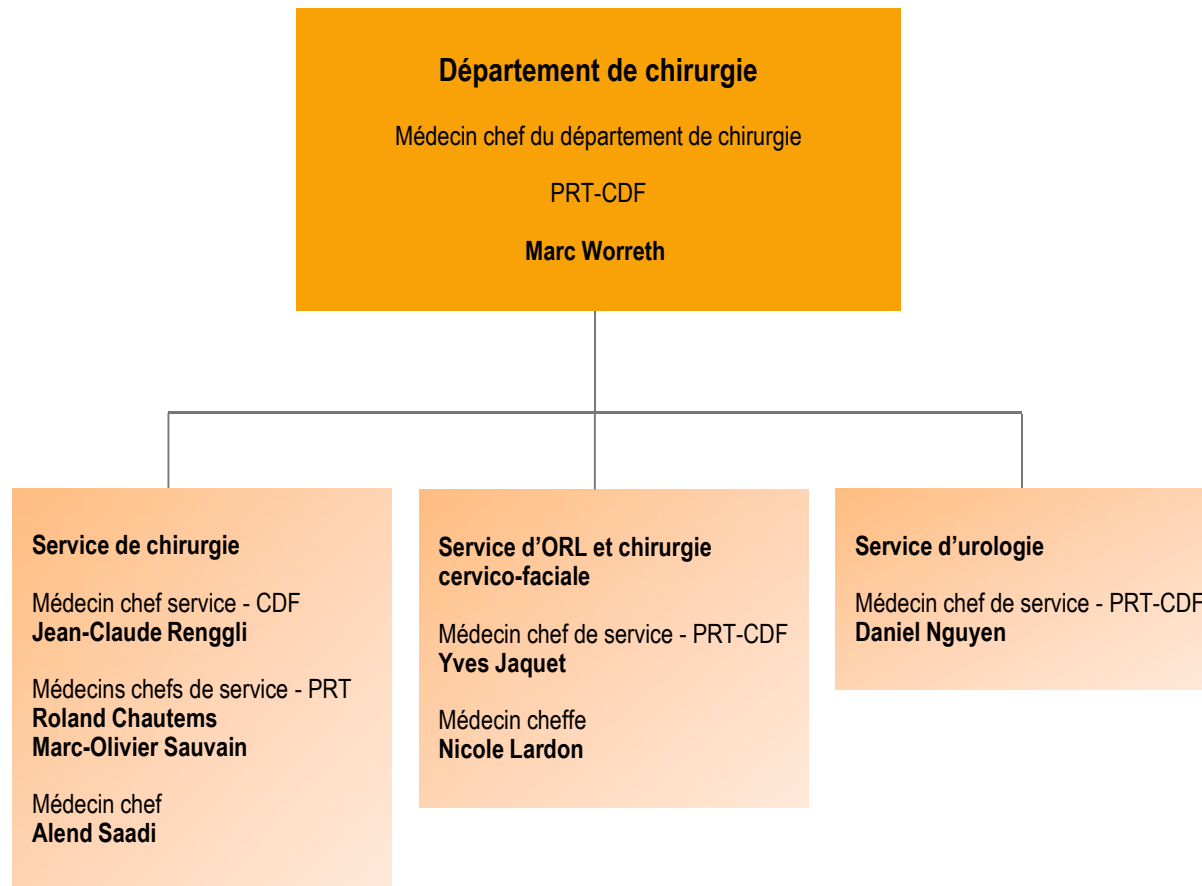 Département de chirurgie
Médecin chef du département de chirurgie
PRT-CDF
Marc Worreth
Service de chirurgie
Médecin chef service - CDF
Jean-Claude Renggli
Médecins chefs de service - PRT
Roland Chautems
Marc-Olivier Sauvain
Médecin chef
Alend Saadi
Service d’ORL et chirurgie
cervico-faciale
Médecin chef de service - PRT-CDF
Yves Jaquet
Médecin cheffe
Nicole Lardon
Service d’urologie
Médecin chef de service - PRT-CDF
Daniel Nguyen